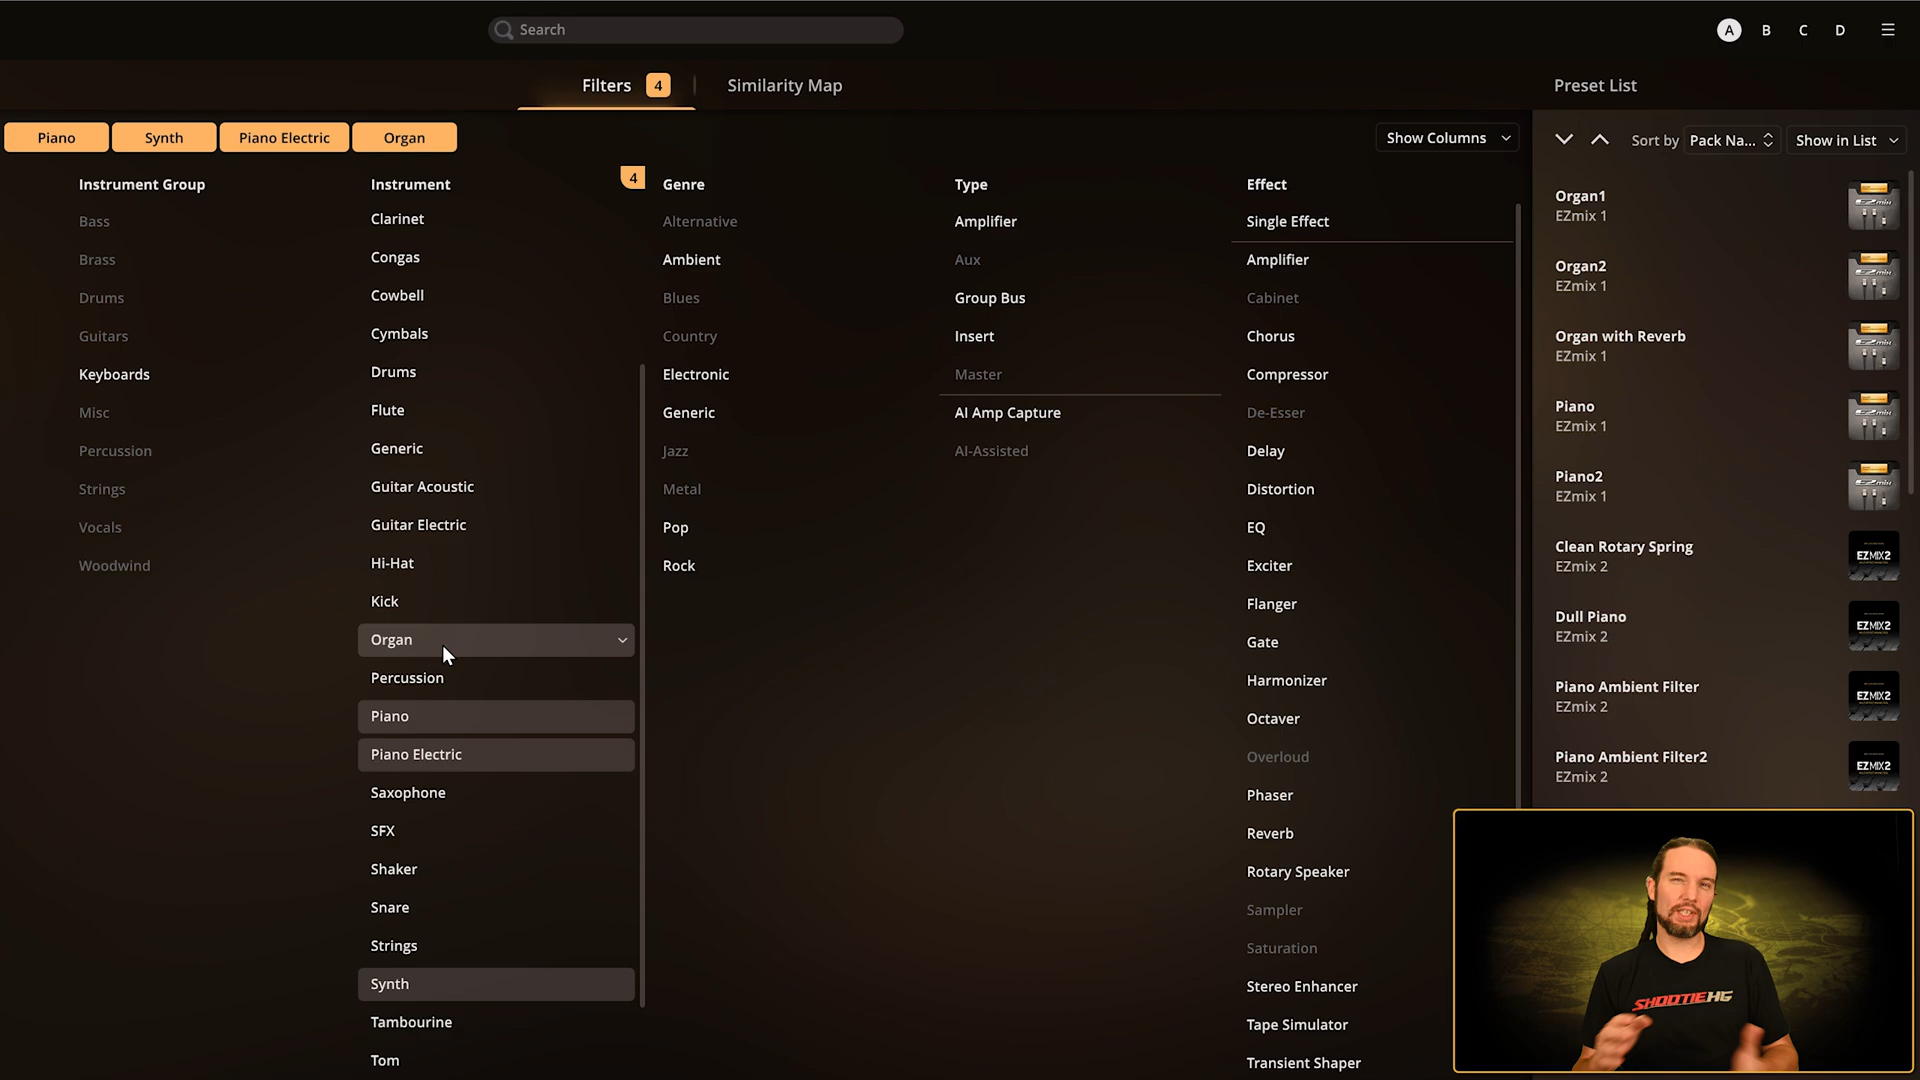 Search
A B C D
Filters 4 Similarity Map Preset List
Piano Synth Piano Electric Organ Show Columns
Sort by Pack Na... Show in List
Instrument Group
Bass
Brass
Drums
Guitars
Keyboards
Misc
Percussion
Strings
Vocals
Woodwind
Instrument 4
Clarinet
Congas
Cowbell
Cymbals
Drums
Flute
Generic
Guitar Acoustic
Guitar Electric
Hi-Hat
Kick
Organ
Percussion
Piano
Piano Electric
Saxophone
SFX
Shaker
Snare
Strings
Synth
Tambourine
Tom
Genre
Alternative
Ambient
Blues
Country
Electronic
Generic
Jazz
Metal
Pop
Rock
Type
Amplifier
Aux
Group Bus
Insert
Master
AI Amp Capture
AI-Assisted
Effect
Single Effect
Amplifier
Cabinet
Chorus
Compressor
De-Esser
Delay
Distortion
EQ
Exciter
Flanger
Gate
Harmonizer
Octaver
Overloud
Phaser
Reverb
Rotary Speaker
Sampler
Saturation
Stereo Enhancer
Tape Simulator
Transient Shaper
Organ1
EZmix 1
Organ2
EZmix 1
Organ with Reverb
EZmix 1
Piano
EZmix 1
Piano2
EZmix 1
Clean Rotary Spring
EZmix 2
EZMIX2
Dull Piano
EZmix 2
EZMIX2
Piano Ambient Filter
EZmix 2
EZMIX2
Piano Ambient Filter2
EZmix 2
EZMIX2
SHOOTIEHG